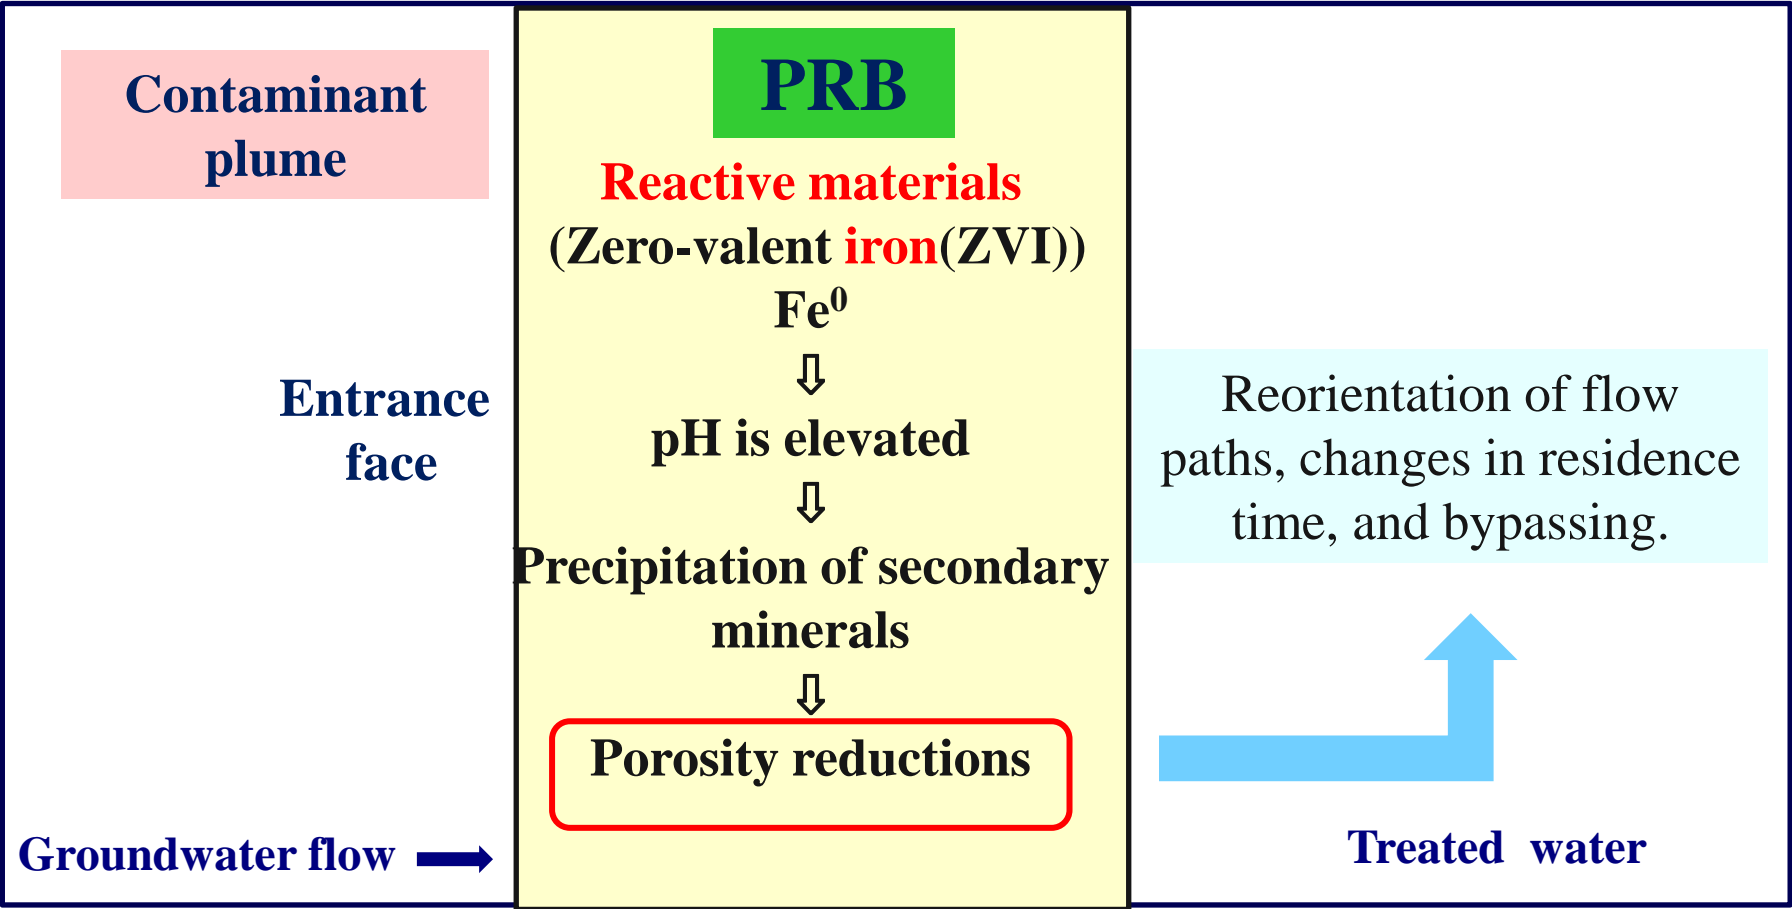 Contaminant
plume
Entrance
face
Groundwater flow
PRB
Reactive materials
(Zero-valent iron(ZVI))
Fe⁰
pH is elevated
Precipitation of secondary
minerals
Porosity reductions
Reorientation of flow
paths, changes in residence
time, and bypassing.
Treated water